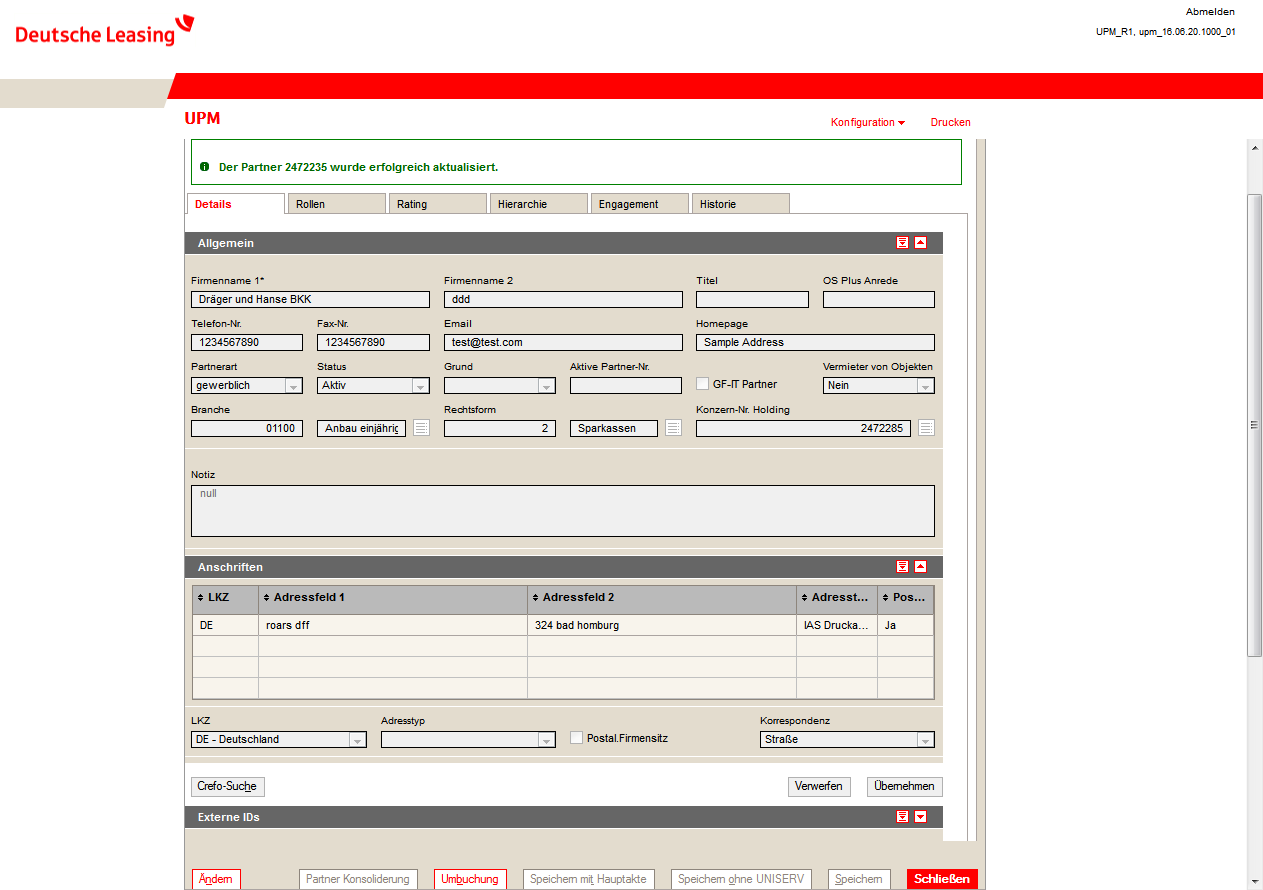 Deutsche Leasing
Abmelden
UPM_R1, upm_16.06.20.1000_01
UPM
Konfiguration
Drucken
Der Partner 2472235 wurde erfolgreich aktualisiert.
Details Rollen Rating Hierarchie Engagement Historie
Allgemein
Firmenname 1* Firmenname 2 Titel OS Plus Anrede
Dräger und Hanse BKK ddd
Telefon-Nr. Fax-Nr. Email Homepage
1234567890 1234567890 test@test.com Sample Address
Partnerart Status Grund Aktive Partner-Nr. Vermieter von Objekten
gewerblich Aktiv GF-IT Partner Nein
Branche Rechtsform Konzern-Nr. Holding
01100 Anbau einjährig 2 Sparkassen 2472285
Notiz
null
Anschriften
LKZ Adressfeld 1 Adressfeld 2 Adresst... Pos...
DE roars dff 324 bad homburg IAS Drucka... Ja
LKZ Adresstyp Korrespondenz
DE - Deutschland Postal.Firmensitz Straße
Crefo-Suche Verwerfen Übernehmen
Externe IDs
Ändern Partner Konsolidierung Umbuchung Speichern mit Hauptakte Speichern ohne UNISERV Speichern Schließen